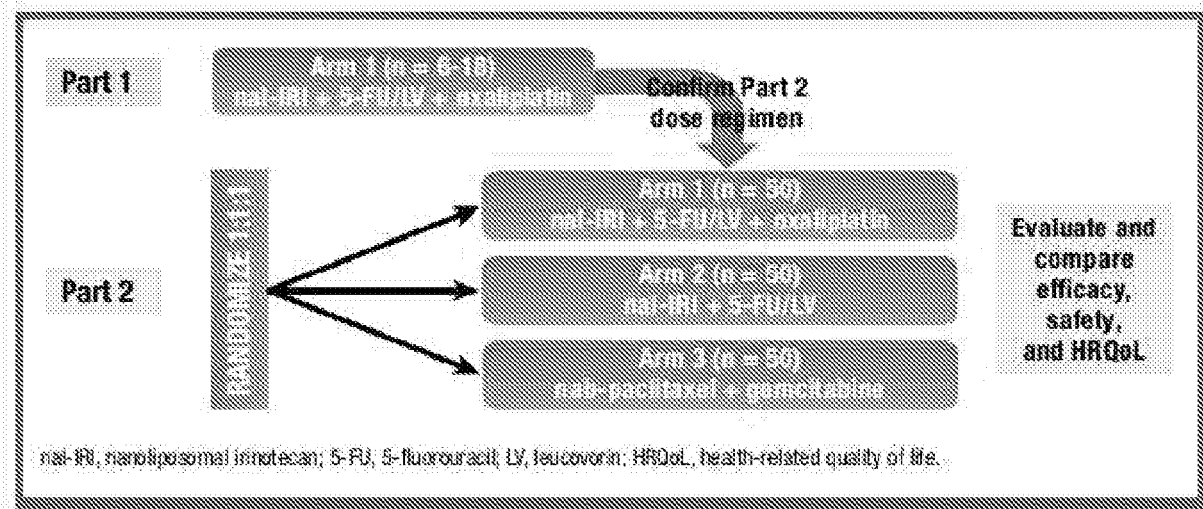 Part 1
Arm 1 (n = 6-18)
nal-IRI + 5-FU/LV + oxaliplatin
Confirm Part 2
dose regimen
Part 2
RANDOMIZE 1:1:1
Arm 1 (n = 50)
nal-IRI + 5-FU/LV + oxaliplatin
Arm 2 (n = 50)
nal-IRI + 5-FU/LV
Arm 3 (n = 50)
nab-paclitaxel + gemcitabine
Evaluate and
compare
efficacy,
safety,
and HRQoL
nal-IRI, nanoliposomal irinotecan; 5-FU, 5-fluorouracil; LV, leucovorin; HRQoL, health-related quality of life.